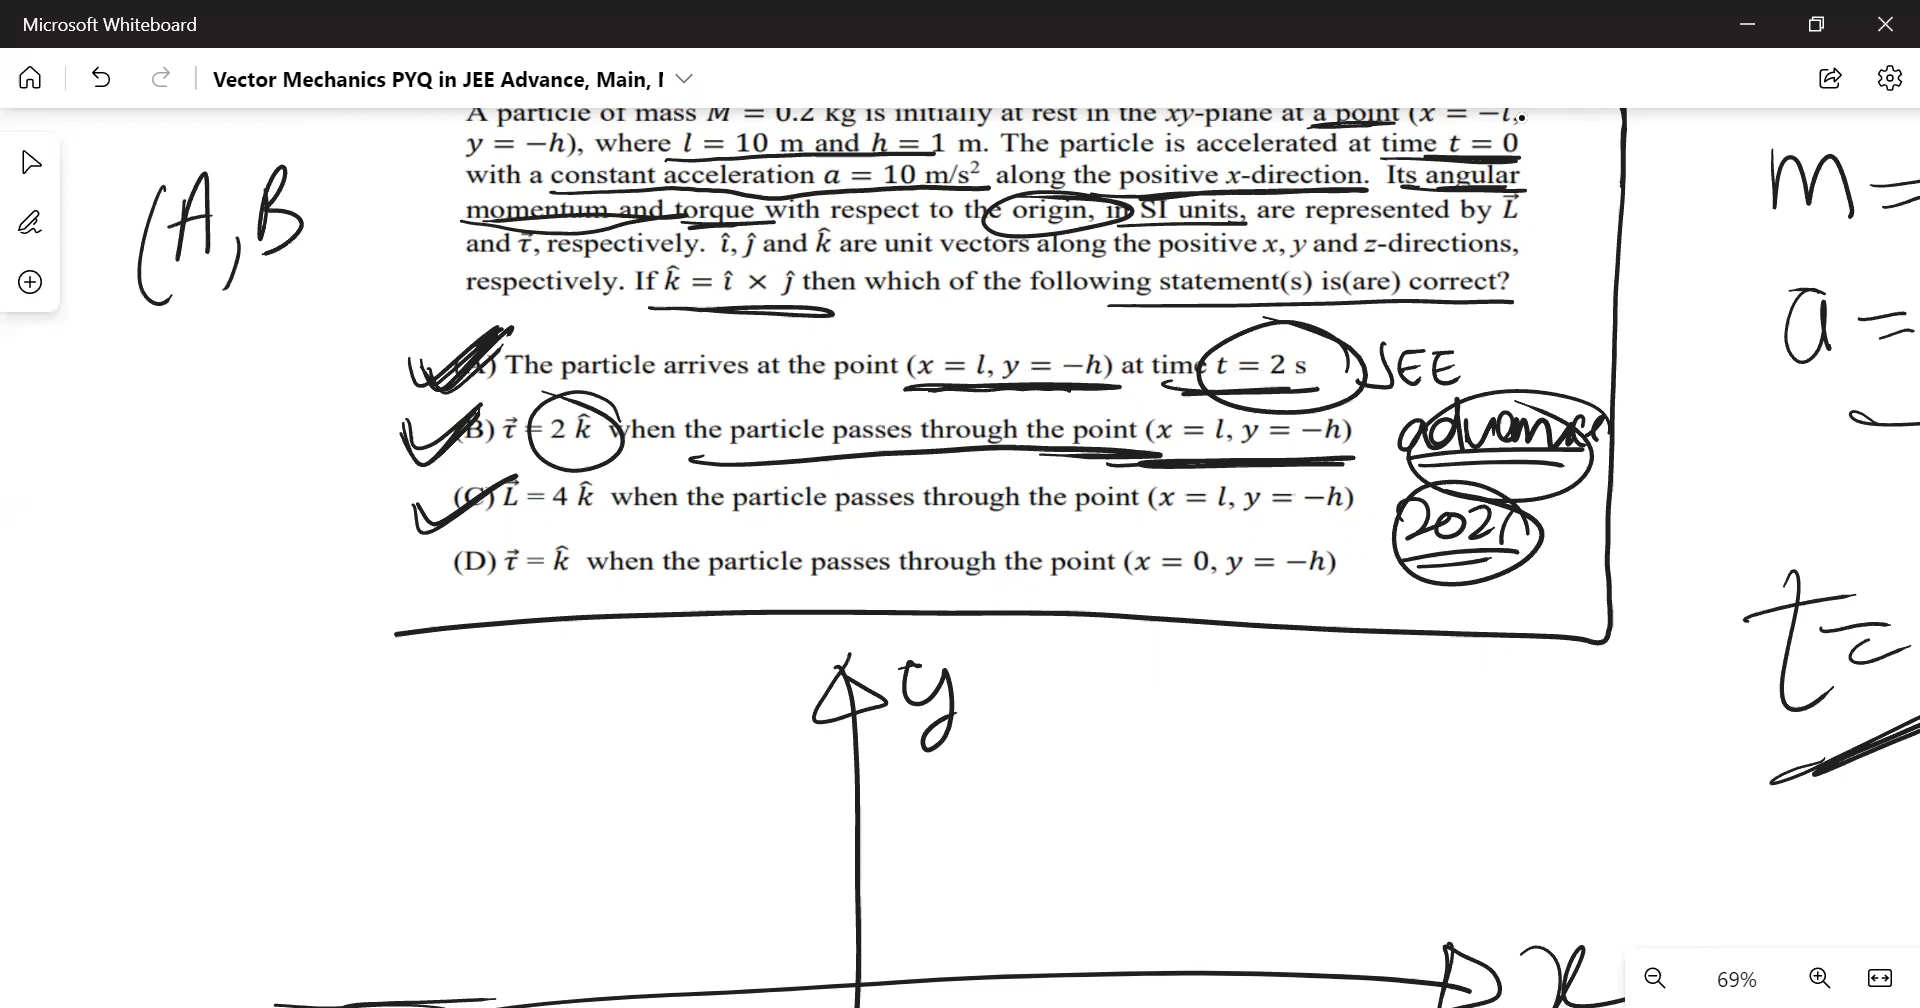 Microsoft Whiteboard
Vector Mechanics PYQ in JEE Advance, Main, I
A particle of mass M = 0.2 kg is initially at rest in the xy-plane at a point (x = −l,
y = −h), where l = 10 m and h = 1 m. The particle is accelerated at time t = 0
with a constant acceleration a = 10 m/s² along the positive x-direction. Its angular
momentum and torque with respect to the origin, in SI units, are represented by L⃗
and τ⃗, respectively. î, ĵ and k̂ are unit vectors along the positive x, y and z-directions,
respectively. If k̂ = î × ĵ then which of the following statement(s) is(are) correct?
(A) The particle arrives at the point (x = l, y = −h) at time t = 2 s
(B) τ⃗ = 2 k̂ when the particle passes through the point (x = l, y = −h)
(C) L⃗ = 4 k̂ when the particle passes through the point (x = l, y = −h)
(D) τ⃗ = k̂ when the particle passes through the point (x = 0, y = −h)
(A, B
JEE
advance
2021
m =
a =
t =
y
x
69%